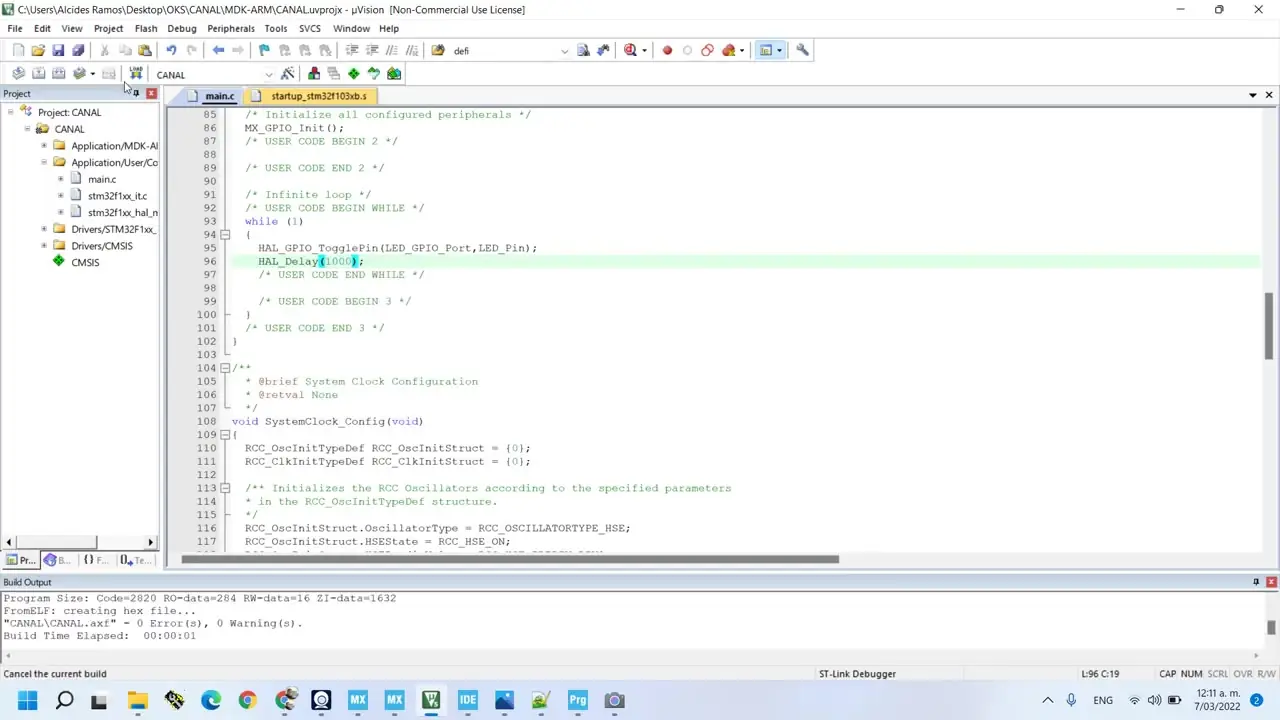 C:\Users\Alcides Ramos\Desktop\OKS\CANAL\MDK-ARM\CANAL.uvprojx - µVision [Non-Commercial Use License]
File Edit View Project Flash Debug Peripherals Tools SVCS Window Help
defi
LOAD
CANAL
Project
main.c startup_stm32f103xb.s
Project: CANAL
CANAL
Application/MDK-AI
Application/User/Co
main.c
stm32f1xx_it.c
stm32f1xx_hal_m
Drivers/STM32F1xx_
Drivers/CMSIS
CMSIS
Pr... B... {} F... Te...
85 /* Initialize all configured peripherals */
86 MX_GPIO_Init();
87 /* USER CODE BEGIN 2 */
88
89 /* USER CODE END 2 */
90
91 /* Infinite loop */
92 /* USER CODE BEGIN WHILE */
93 while (1)
94 {
95 HAL_GPIO_TogglePin(LED_GPIO_Port,LED_Pin);
96 HAL_Delay(1000);
97 /* USER CODE END WHILE */
98
99 /* USER CODE BEGIN 3 */
100 }
101 /* USER CODE END 3 */
102 }
103
104 /**
105 * @brief System Clock Configuration
106 * @retval None
107 */
108 void SystemClock_Config(void)
109 {
110 RCC_OscInitTypeDef RCC_OscInitStruct = {0};
111 RCC_ClkInitTypeDef RCC_ClkInitStruct = {0};
112
113 /** Initializes the RCC Oscillators according to the specified parameters
114 * in the RCC_OscInitTypeDef structure.
115 */
116 RCC_OscInitStruct.OscillatorType = RCC_OSCILLATORTYPE_HSE;
117 RCC_OscInitStruct.HSEState = RCC_HSE_ON;
Build Output
Program Size: Code=2820 RO-data=284 RW-data=16 ZI-data=1632
FromELF: creating hex file...
"CANAL\CANAL.axf" - 0 Error(s), 0 Warning(s).
Build Time Elapsed: 00:00:01
Cancel the current build ST-Link Debugger L:96 C:19 CAP NUM SCRL OVR R/W
MX MX IDE Prg ENG 12:11 a. m.
7/03/2022 2